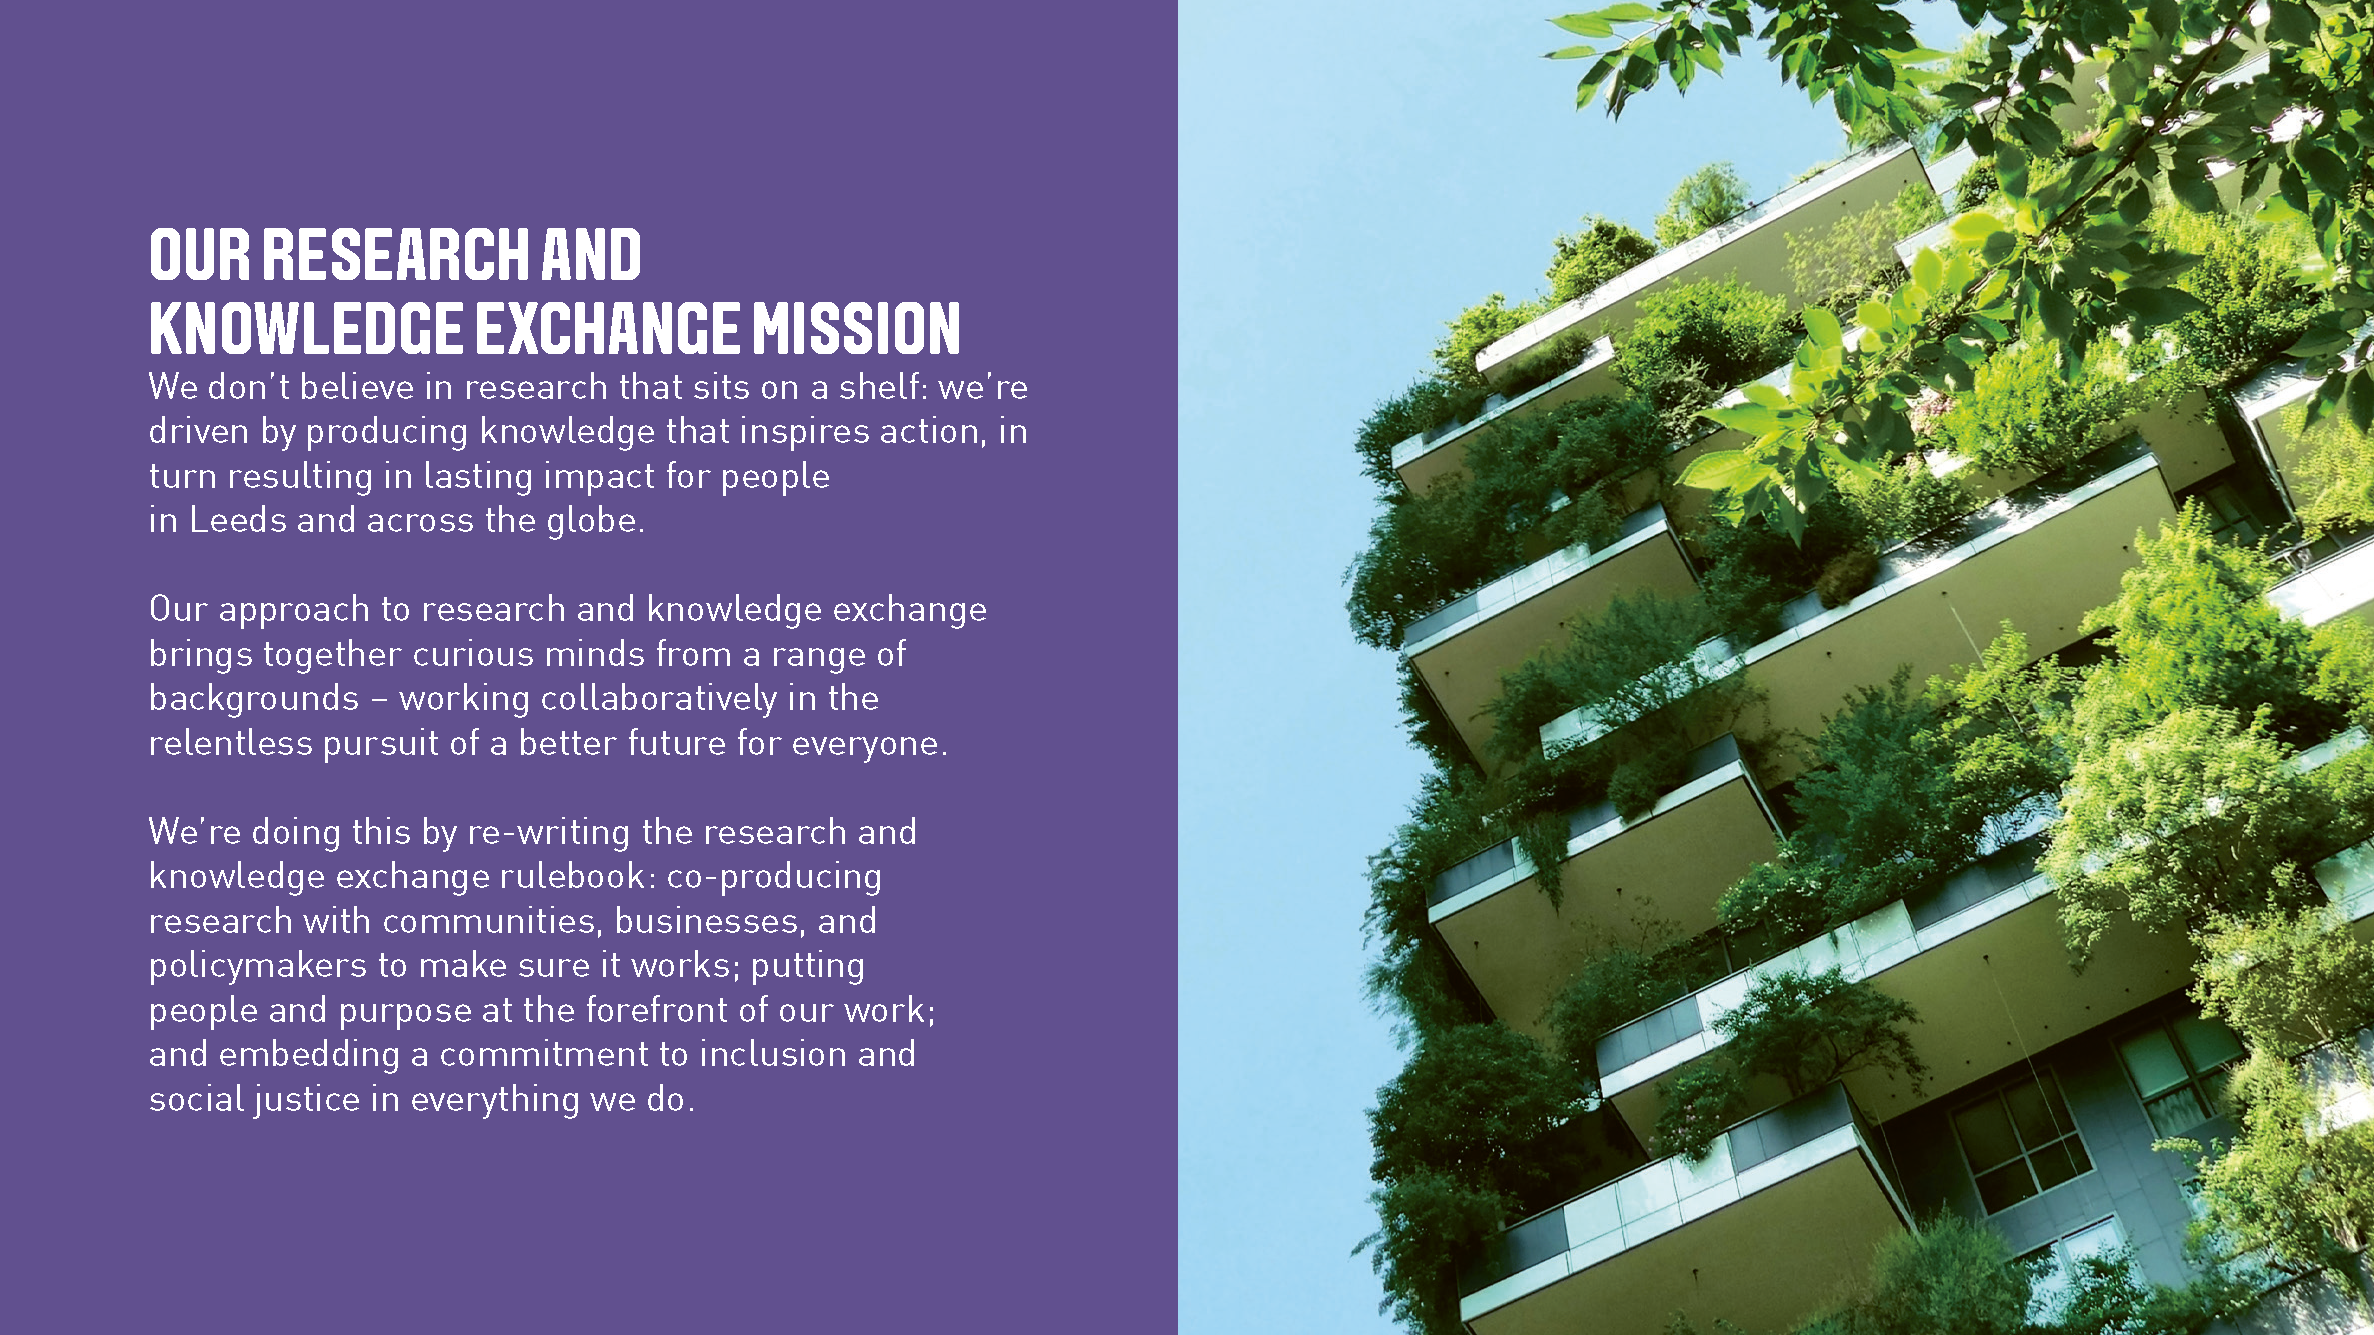 OUR RESEARCH AND
KNOWLEDGE EXCHANGE MISSION
We don't believe in research that sits on a shelf: we're
driven by producing knowledge that inspires action, in
turn resulting in lasting impact for people
in Leeds and across the globe.
Our approach to research and knowledge exchange
brings together curious minds from a range of
backgrounds – working collaboratively in the
relentless pursuit of a better future for everyone.
We're doing this by re-writing the research and
knowledge exchange rulebook: co-producing
research with communities, businesses, and
policymakers to make sure it works; putting
people and purpose at the forefront of our work;
and embedding a commitment to inclusion and
social justice in everything we do.